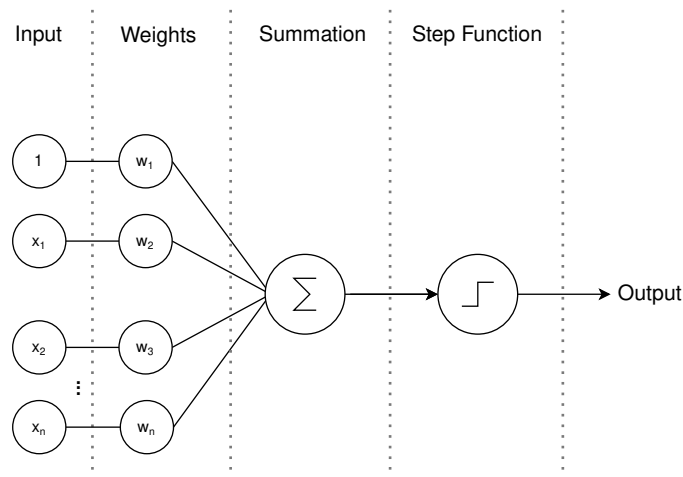 Input Weights Summation Step Function
1 w₁
x₁ w₂
∑ Output
x₂ w₃
⋮
xₙ wₙ